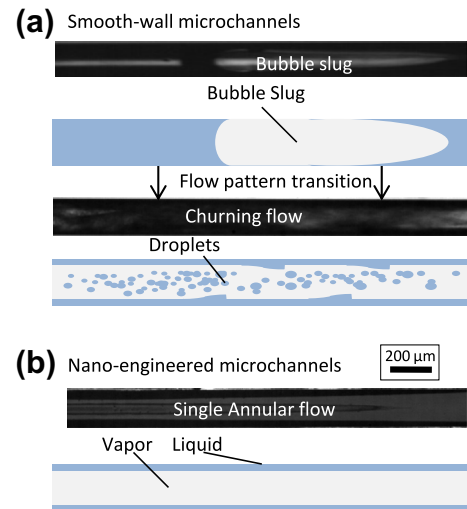 (a) Smooth-wall microchannels
Bubble slug
Bubble Slug
Flow pattern transition
Churning flow
Droplets
(b) Nano-engineered microchannels
200 μm
Single Annular flow
Vapor Liquid